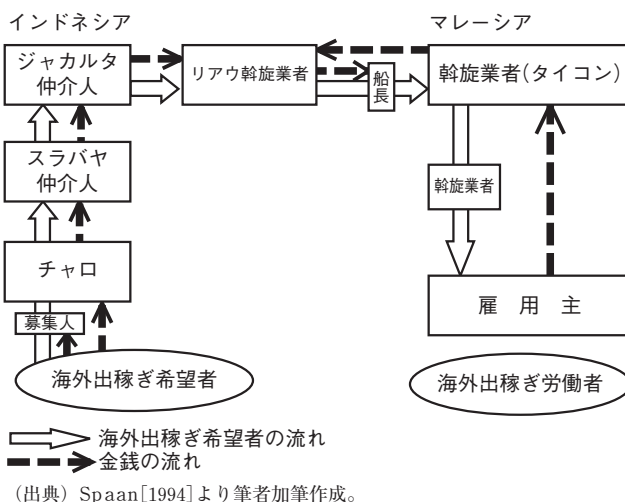 インドネシア
マレーシア
ジャカルタ
仲介人
リアウ斡旋業者
船長
斡旋業者(タイコン)
スラバヤ
仲介人
斡旋業者
チャロ
募集人
雇 用 主
海外出稼ぎ希望者
海外出稼ぎ労働者
海外出稼ぎ希望者の流れ
金銭の流れ
(出典) Spaan[1994]より筆者加筆作成。